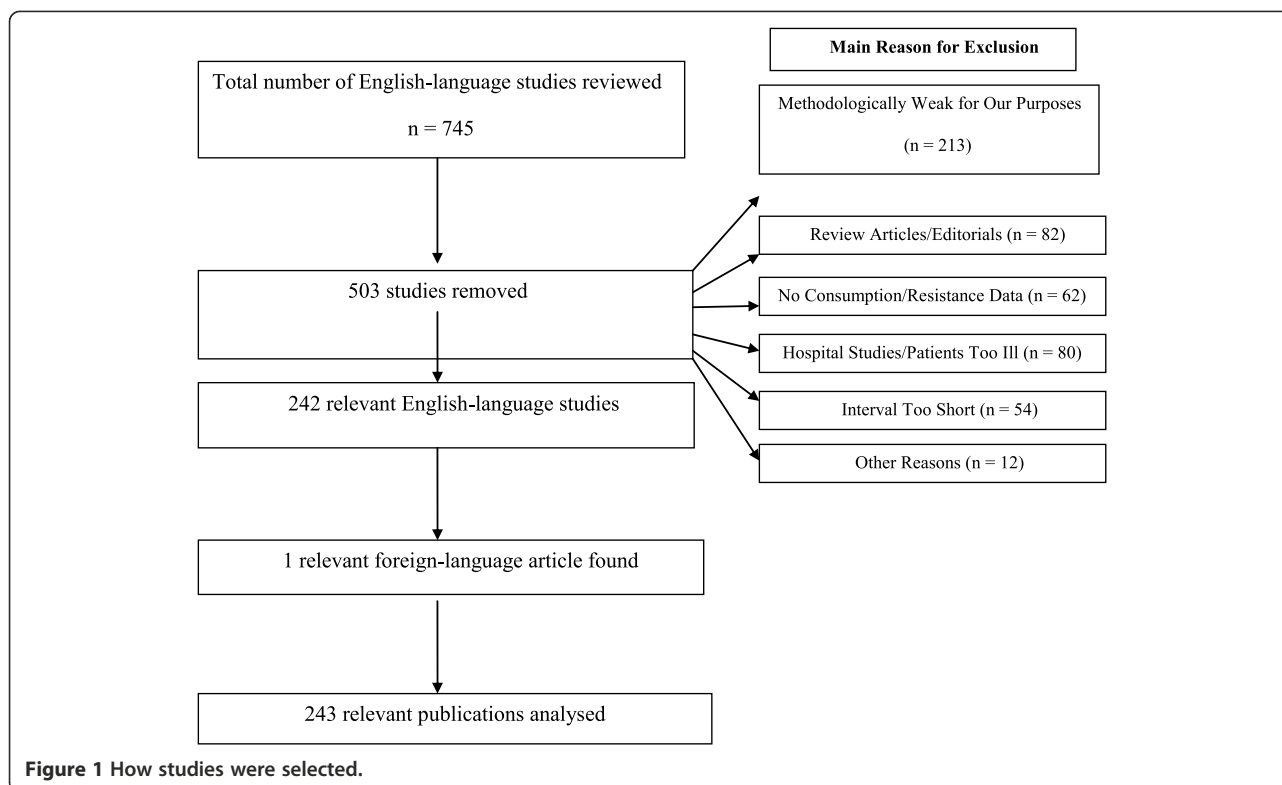 Total number of English-language studies reviewed
n = 745
503 studies removed
242 relevant English-language studies
1 relevant foreign-language article found
243 relevant publications analysed
Main Reason for Exclusion
Methodologically Weak for Our Purposes
(n = 213)
Review Articles/Editorials (n = 82)
No Consumption/Resistance Data (n = 62)
Hospital Studies/Patients Too Ill (n = 80)
Interval Too Short (n = 54)
Other Reasons (n = 12)
Figure 1 How studies were selected.